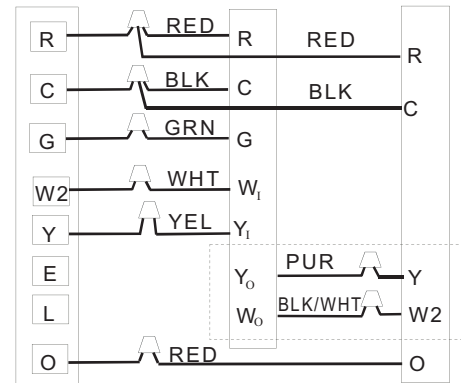 R RED R RED R
C BLK C BLK C
G GRN G
W2 WHT WI
Y YEL YI
E YO PUR Y
L WO BLK/WHT W2
O RED O